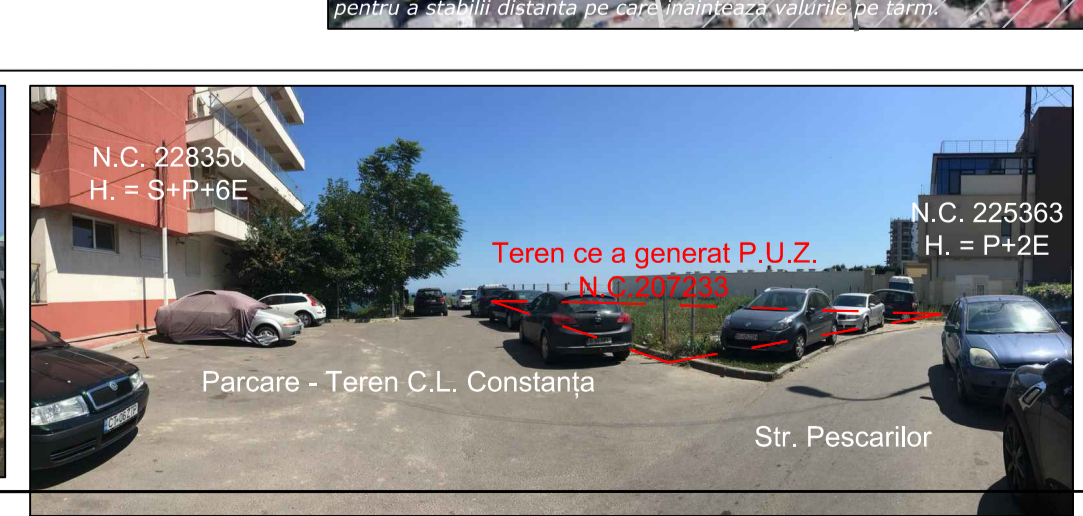 pentru a stabilii distanta pe care inainteaza valurile pe tarm.
N.C. 228350
H. = S+P+6E
N.C. 225363
H. = P+2E
Teren ce a generat P.U.Z.
N.C.207233
Parcare - Teren C.L. Constanța
Str. Pescarilor